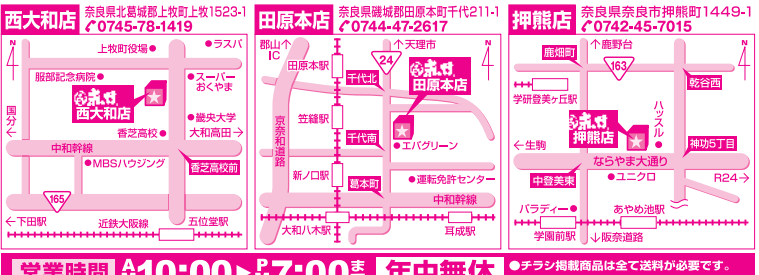 西大和店
奈良県北葛城郡上牧町上牧1523-1
0745-78-1419
N
上牧町役場
ラスパ
服部記念病院
スーパー
おくやま
西大和店
国分
畿央大学
香芝高校
大和高田→
中和幹線
MBSハウジング
香芝高校前
165
←下田駅
近鉄大阪線
五位堂駅
田原本店
奈良県磯城郡田原本町千代211-1
0744-47-2617
N
郡山↑
IC
↑天理市
田原本駅
24
千代北
田原本店
笠縫駅
京奈和道路
千代南
エバグリーン
新ノ口駅
葛本町
運転免許センター
中和幹線
大和八木駅
耳成駅
押熊店
奈良県奈良市押熊町1449-1
0742-45-7015
N
鹿畑町
↑鹿野台
163
乾谷西
学研登美ヶ丘駅
ハッスル
押熊店
←生駒
神功5丁目
ならやま大通り
中登美東
ユニクロ
R24→
パラディー
あやめ池駅
学園前駅
↓阪奈道路
営業時間 AM10:00▶PM7:00まで
年中無休
●チラシ掲載商品は全て送料が必要です。